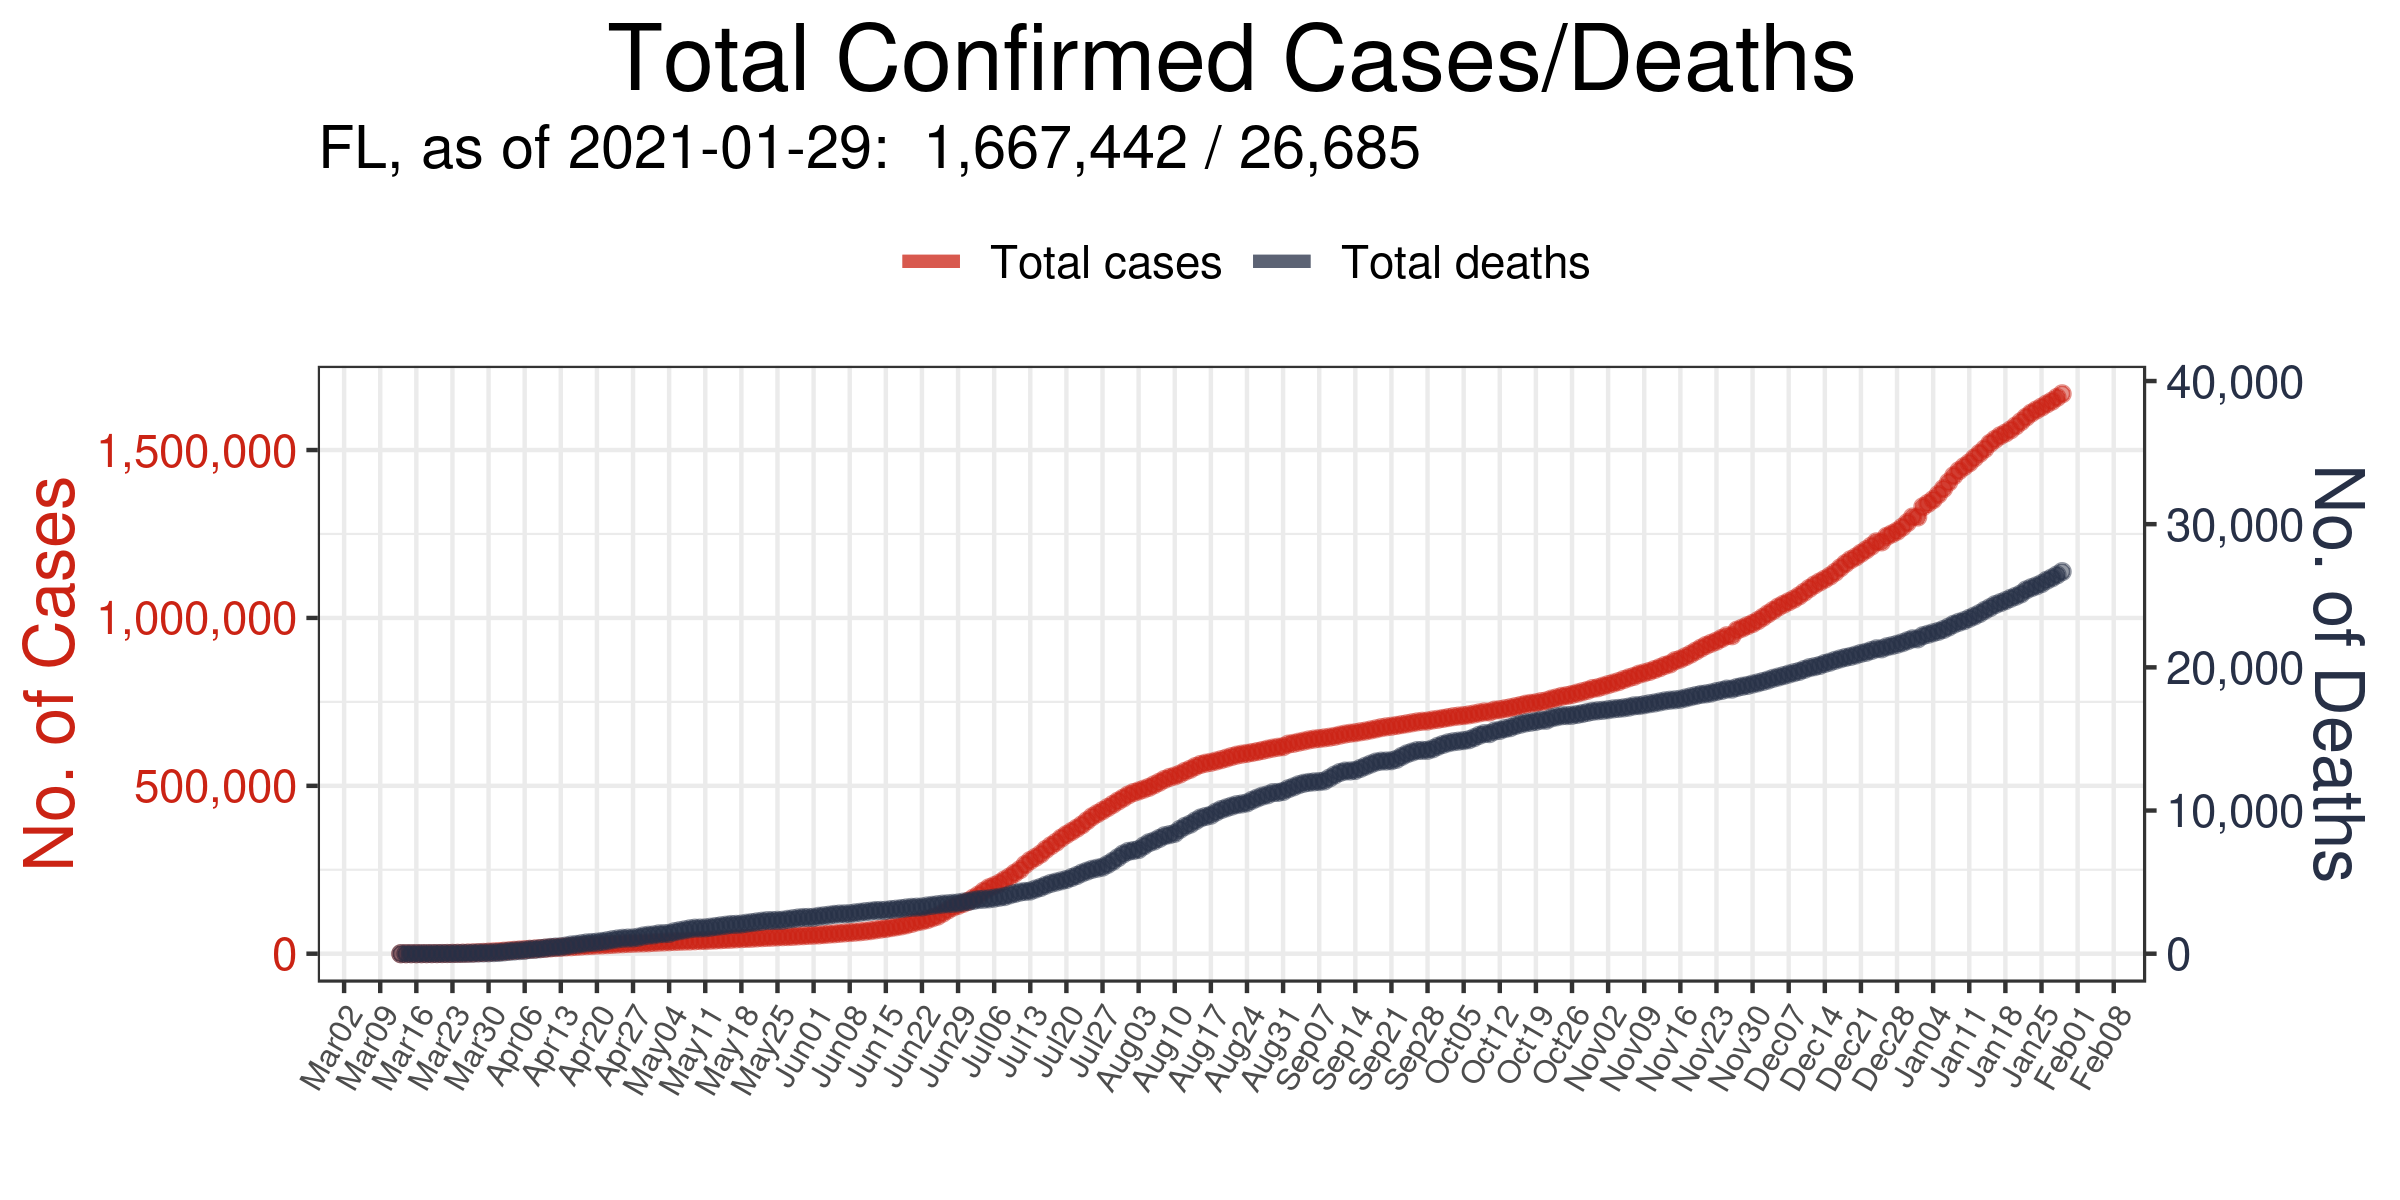 Total Confirmed Cases/Deaths
FL, as of 2021-01-29:  1,667,442 / 26,685
Total cases
Total deaths
No. of Cases
1,500,000
1,000,000
500,000
0
40,000
30,000
20,000
10,000
0
No. of Deaths
Mar02
Mar09
Mar16
Mar23
Mar30
Apr06
Apr13
Apr20
Apr27
May04
May11
May18
May25
Jun01
Jun08
Jun15
Jun22
Jun29
Jul06
Jul13
Jul20
Jul27
Aug03
Aug10
Aug17
Aug24
Aug31
Sep07
Sep14
Sep21
Sep28
Oct05
Oct12
Oct19
Oct26
Nov02
Nov09
Nov16
Nov23
Nov30
Dec07
Dec14
Dec21
Dec28
Jan04
Jan11
Jan18
Jan25
Feb01
Feb08